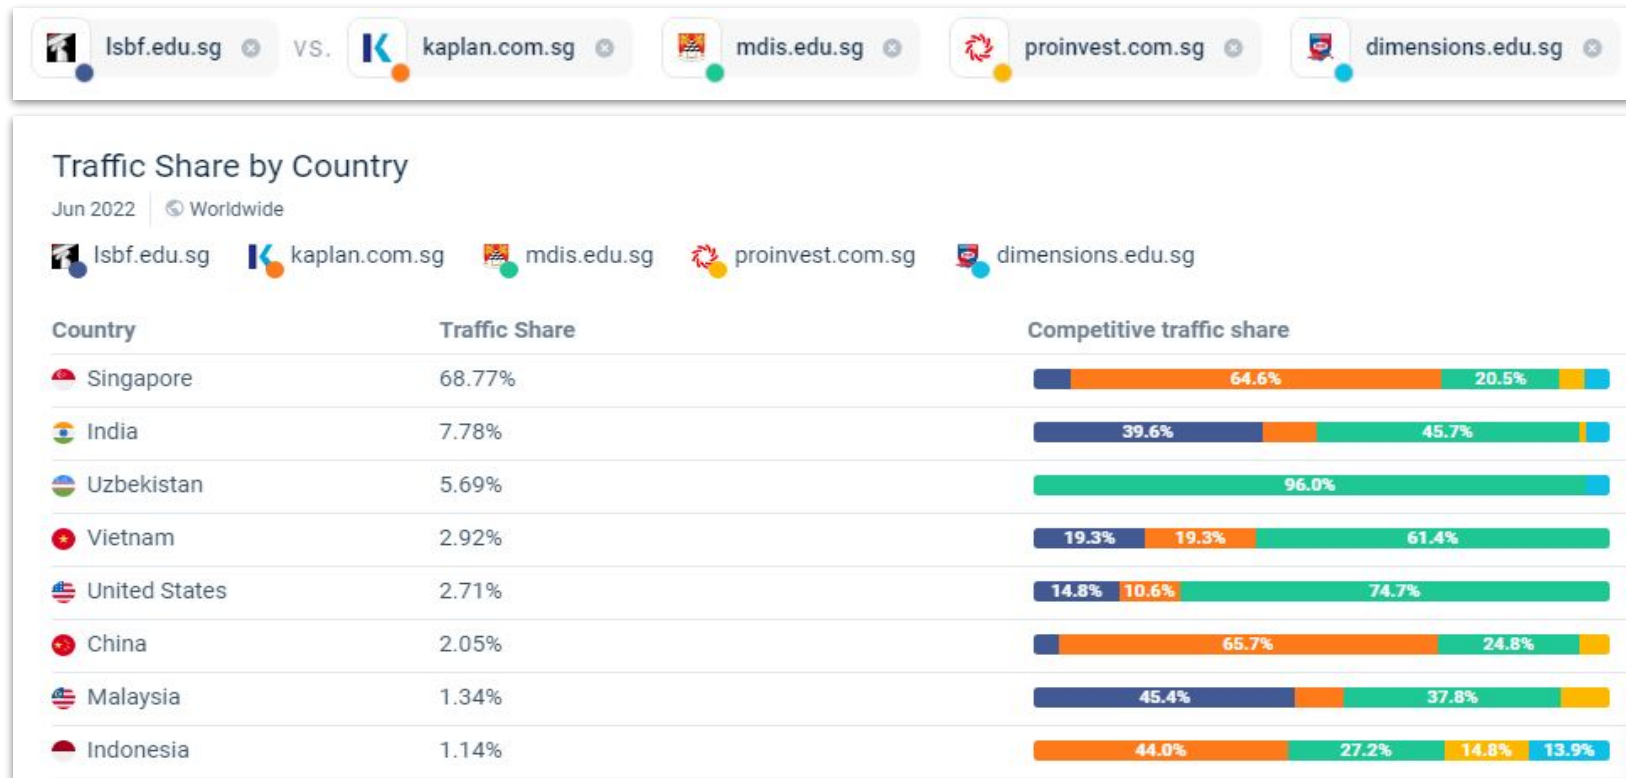 lsbf.edu.sg VS. kaplan.com.sg mdis.edu.sg proinvest.com.sg dimensions.edu.sg
Traffic Share by Country
Jun 2022 Worldwide
lsbf.edu.sg kaplan.com.sg mdis.edu.sg proinvest.com.sg dimensions.edu.sg
Country Traffic Share Competitive traffic share
Singapore 68.77% 64.6% 20.5%
India 7.78% 39.6% 45.7%
Uzbekistan 5.69% 96.0%
Vietnam 2.92% 19.3% 19.3% 61.4%
United States 2.71% 14.8% 10.6% 74.7%
China 2.05% 65.7% 24.8%
Malaysia 1.34% 45.4% 37.8%
Indonesia 1.14% 44.0% 27.2% 14.8% 13.9%